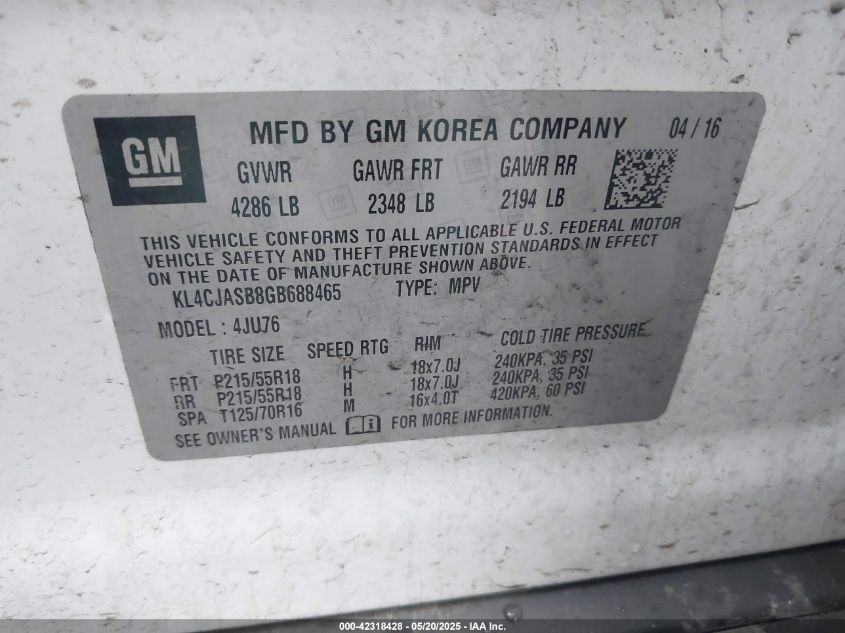 GM
MFD BY GM KOREA COMPANY 04 / 16
GVWR GAWR FRT GAWR RR
4286 LB 2348 LB 2194 LB
THIS VEHICLE CONFORMS TO ALL APPLICABLE U.S. FEDERAL MOTOR
VEHICLE SAFETY AND THEFT PREVENTION STANDARDS IN EFFECT
ON THE DATE OF MANUFACTURE SHOWN ABOVE.
KL4CJASB8GB688465 TYPE: MPV
MODEL : 4JU76
TIRE SIZE SPEED RTG RIM COLD TIRE PRESSURE
FRT P215/55R18 H 18x7.0J 240KPA, 35 PSI
RR P215/55R18 H 18x7.0J 240KPA, 35 PSI
SPA T125/70R16 M 16x4.0T 420KPA, 60 PSI
SEE OWNER'S MANUAL FOR MORE INFORMATION.
000-42318428 - 05/20/2025 - IAA Inc.